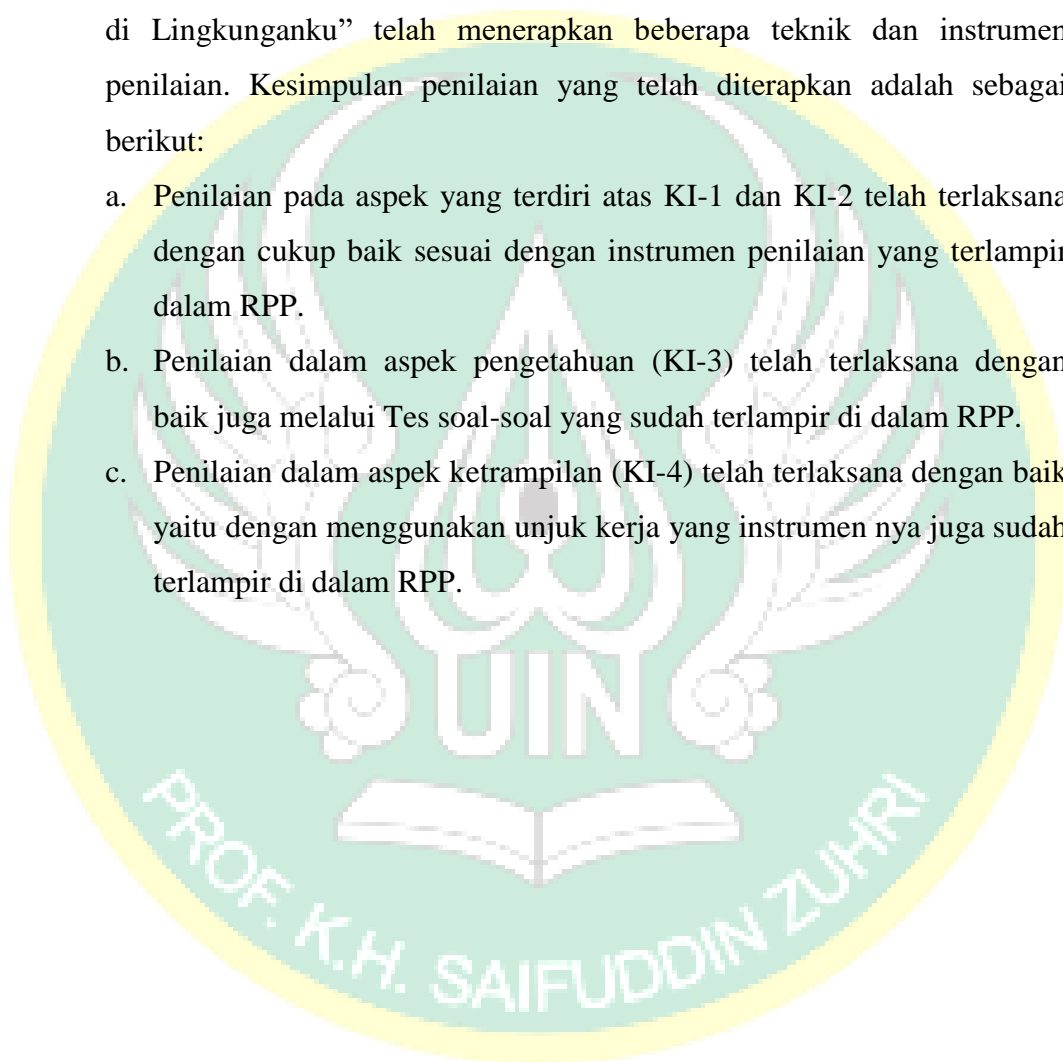 di Lingkunganku” telah menerapkan beberapa teknik dan instrumen
penilaian. Kesimpulan penilaian yang telah diterapkan adalah sebagai
berikut:
a. Penilaian pada aspek yang terdiri atas KI-1 dan KI-2 telah terlaksana
dengan cukup baik sesuai dengan instrumen penilaian yang terlampir
dalam RPP.
b. Penilaian dalam aspek pengetahuan (KI-3) telah terlaksana dengan
baik juga melalui Tes soal-soal yang sudah terlampir di dalam RPP.
c. Penilaian dalam aspek ketrampilan (KI-4) telah terlaksana dengan baik
yaitu dengan menggunakan unjuk kerja yang instrumen nya juga sudah
terlampir di dalam RPP.
UIN
PROF. K.H. SAIFUDDIN ZUHRI